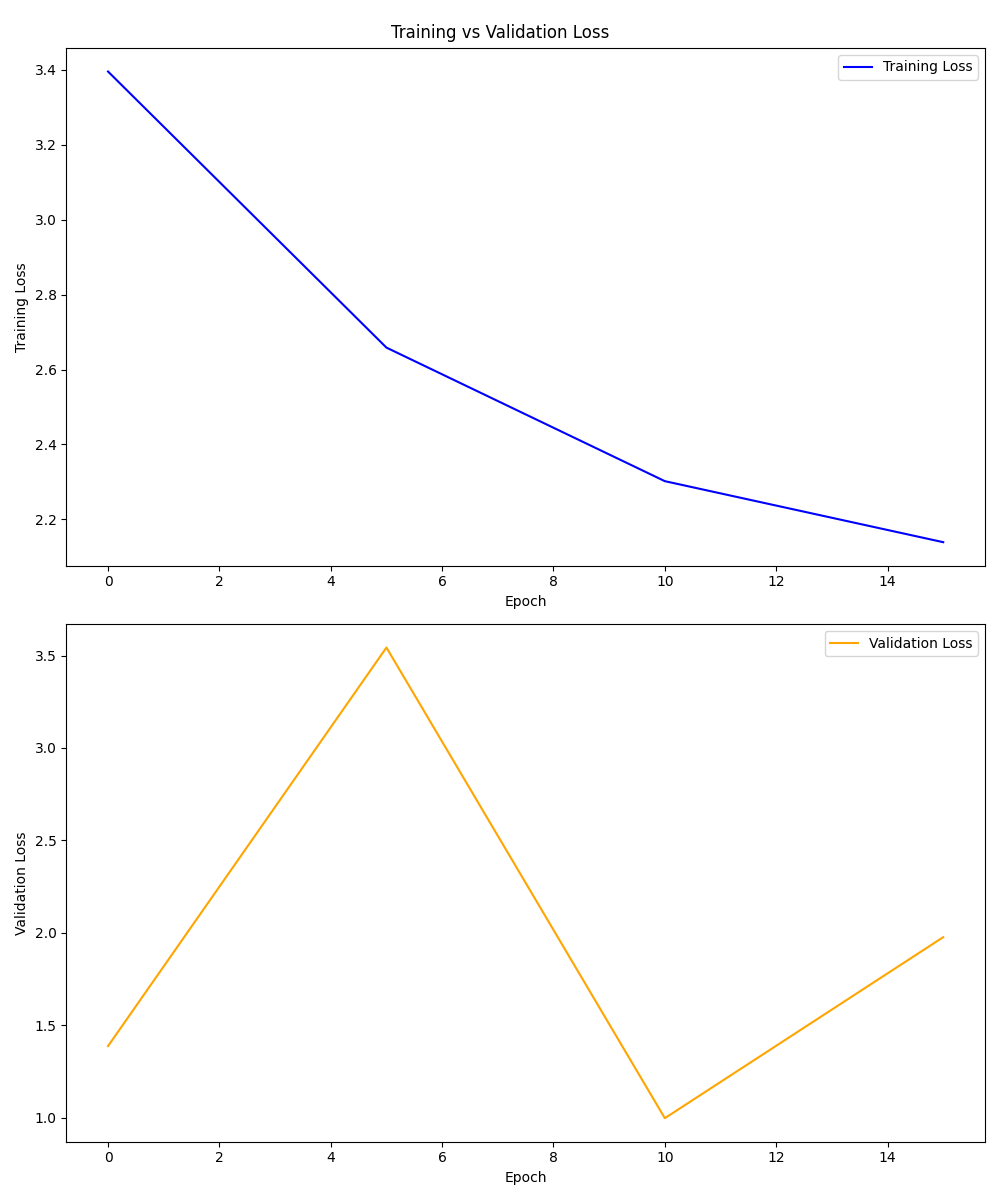 Training vs Validation Loss
Training Loss
3.4
3.2
3.0
2.8
2.6
2.4
2.2
Training Loss
0 2 4 6 8 10 12 14
Epoch
Validation Loss
3.5
3.0
2.5
2.0
1.5
1.0
Validation Loss
0 2 4 6 8 10 12 14
Epoch